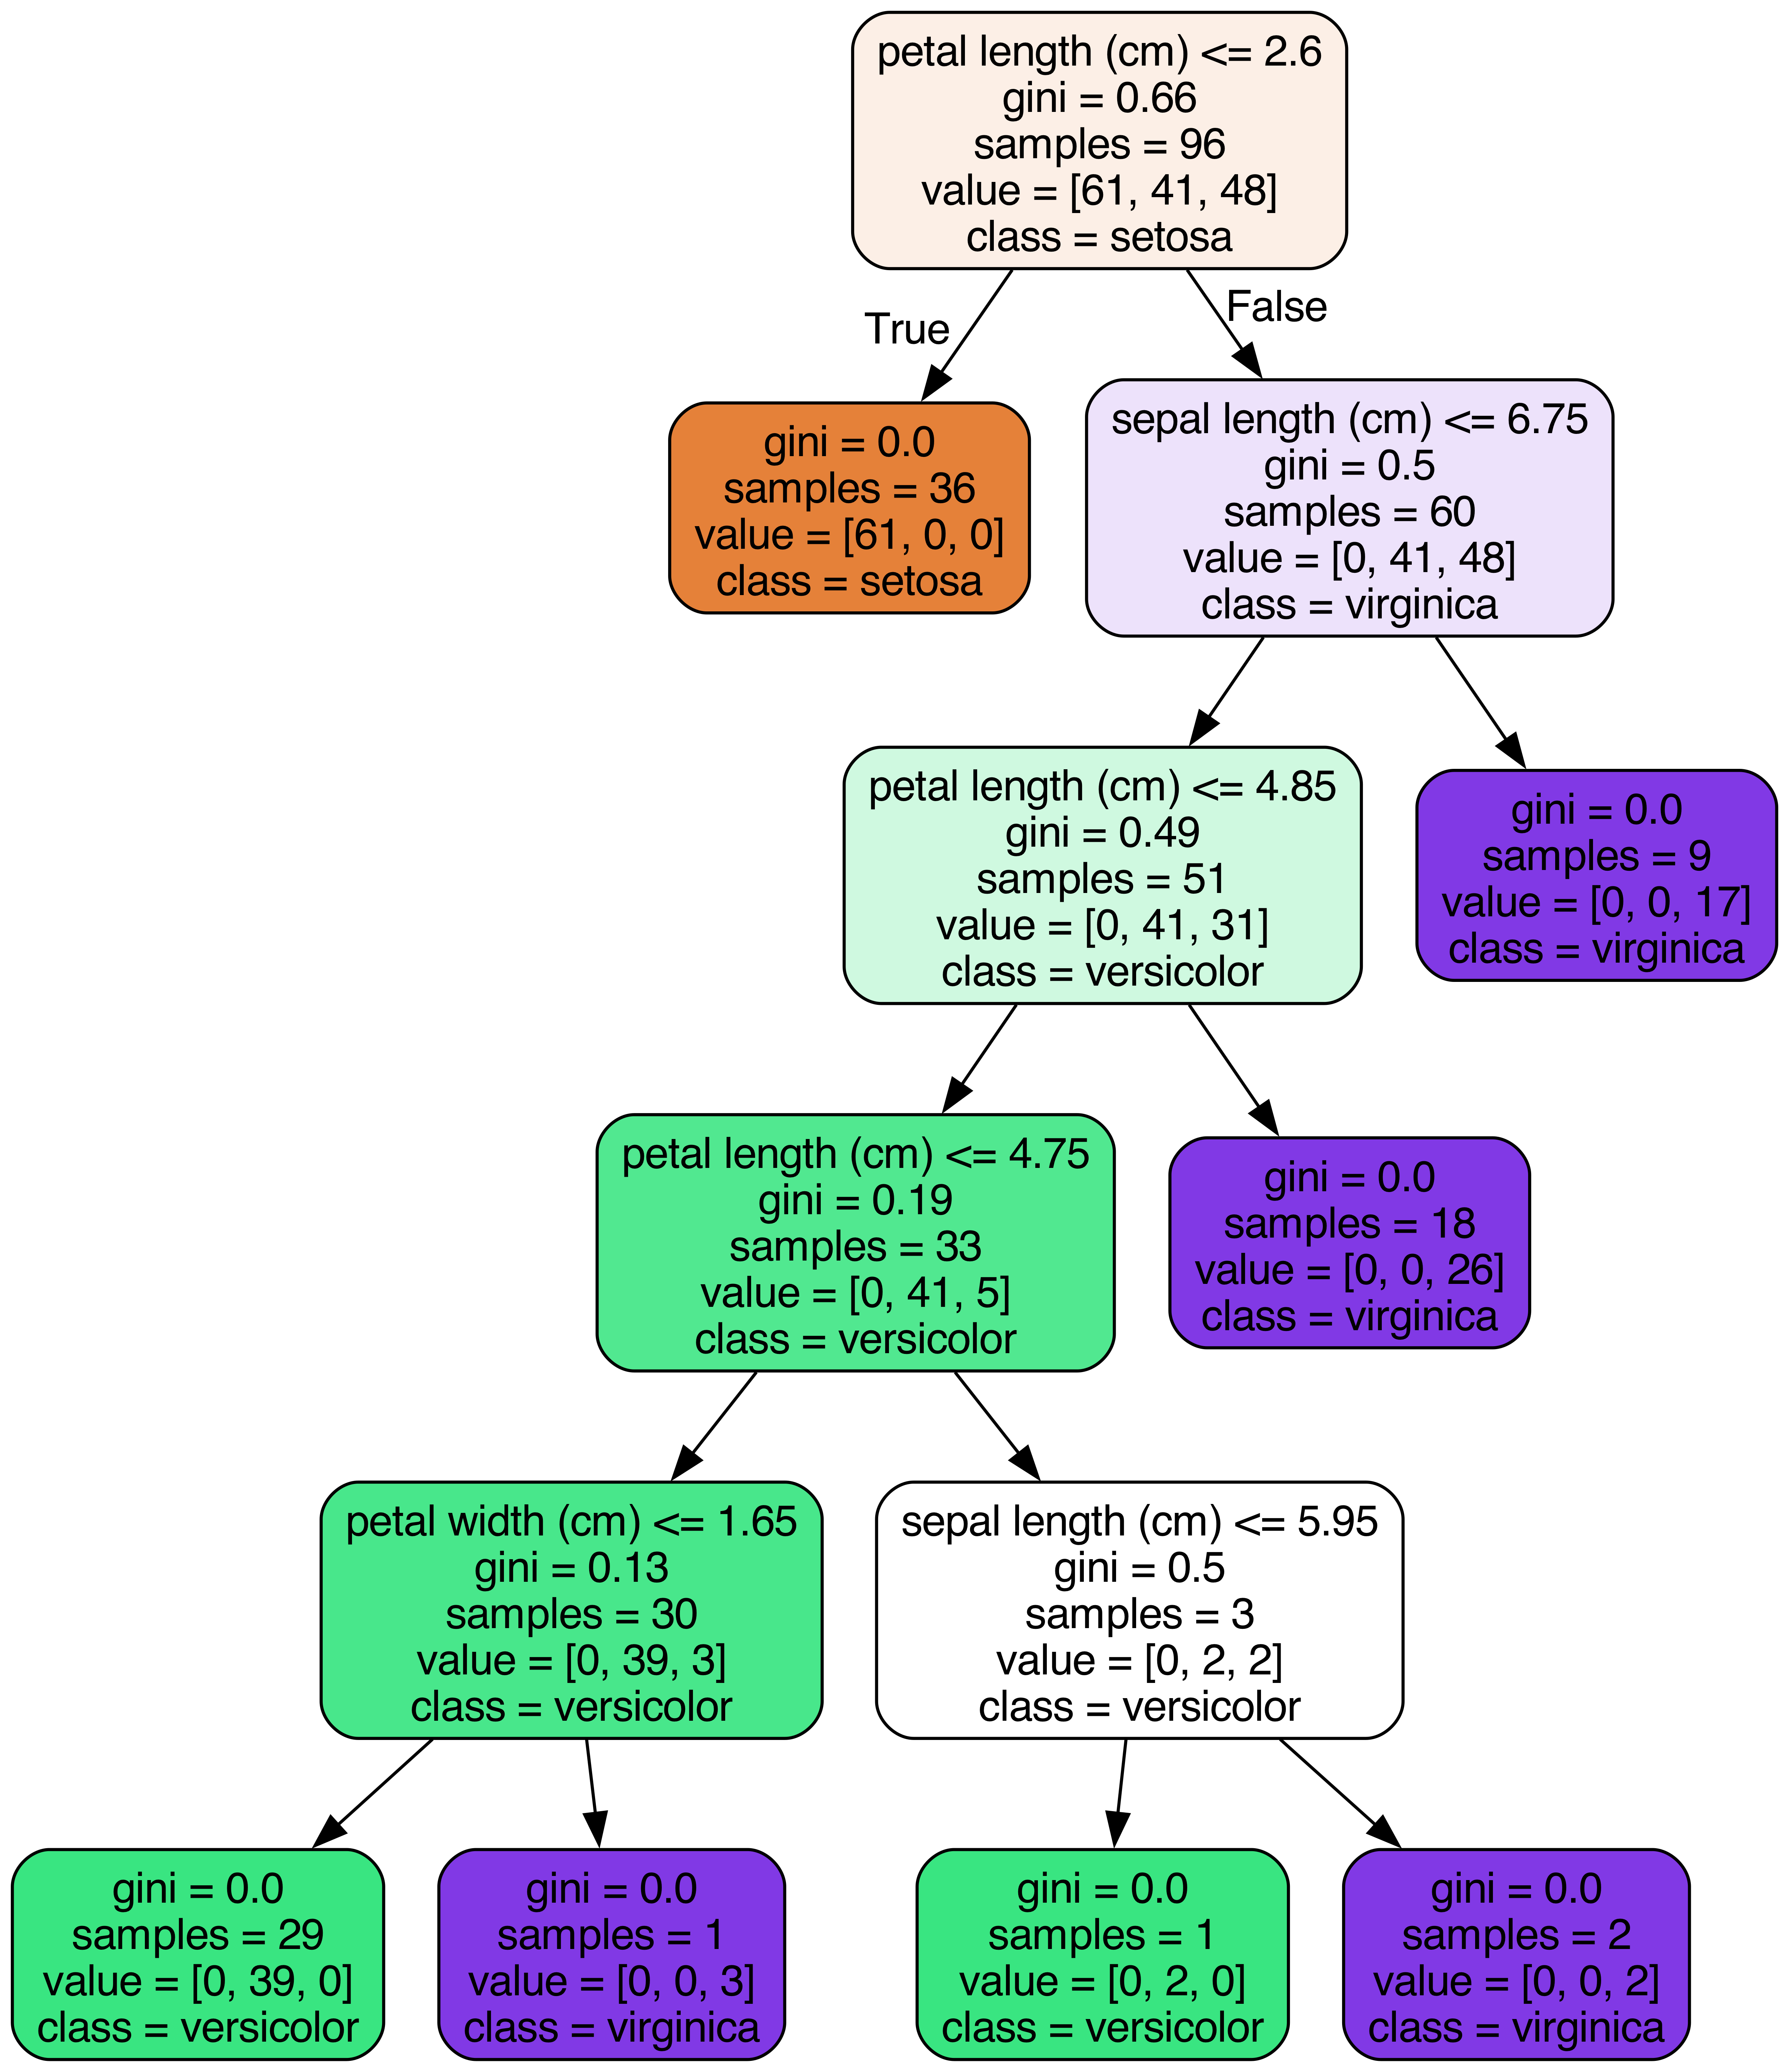 petal length (cm) <= 2.6
gini = 0.66
samples = 96
value = [61, 41, 48]
class = setosa
True
False
gini = 0.0
samples = 36
value = [61, 0, 0]
class = setosa
sepal length (cm) <= 6.75
gini = 0.5
samples = 60
value = [0, 41, 48]
class = virginica
petal length (cm) <= 4.85
gini = 0.49
samples = 51
value = [0, 41, 31]
class = versicolor
gini = 0.0
samples = 9
value = [0, 0, 17]
class = virginica
petal length (cm) <= 4.75
gini = 0.19
samples = 33
value = [0, 41, 5]
class = versicolor
gini = 0.0
samples = 18
value = [0, 0, 26]
class = virginica
petal width (cm) <= 1.65
gini = 0.13
samples = 30
value = [0, 39, 3]
class = versicolor
sepal length (cm) <= 5.95
gini = 0.5
samples = 3
value = [0, 2, 2]
class = versicolor
gini = 0.0
samples = 29
value = [0, 39, 0]
class = versicolor
gini = 0.0
samples = 1
value = [0, 0, 3]
class = virginica
gini = 0.0
samples = 1
value = [0, 2, 0]
class = versicolor
gini = 0.0
samples = 2
value = [0, 0, 2]
class = virginica